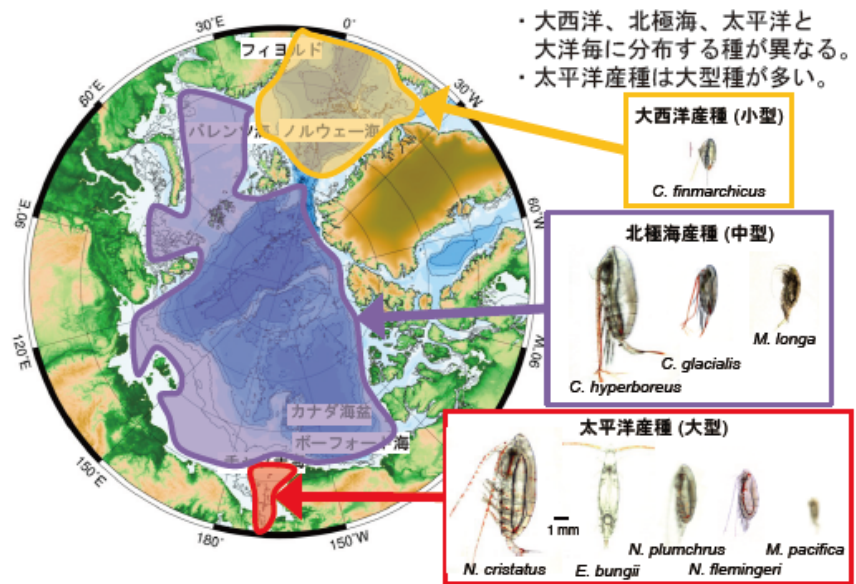 ・大西洋、北極海、太平洋と
大洋毎に分布する種が異なる。
・太平洋産種は大型種が多い。
30˚E
0˚
30˚W
60˚E
60˚W
90˚E
90˚W
120˚E
150˚E
180˚
150˚W
フィヨルド
バレンツ海
ノルウェー海
カナダ海盆
ボーフォート海
大西洋産種 (小型)
C. finmarchicus
北極海産種 (中型)
C. hyperboreus
C. glacialis
M. longa
太平洋産種 (大型)
1 mm
N. cristatus
E. bungii
N. plumchrus
N. flemingeri
M. pacifica